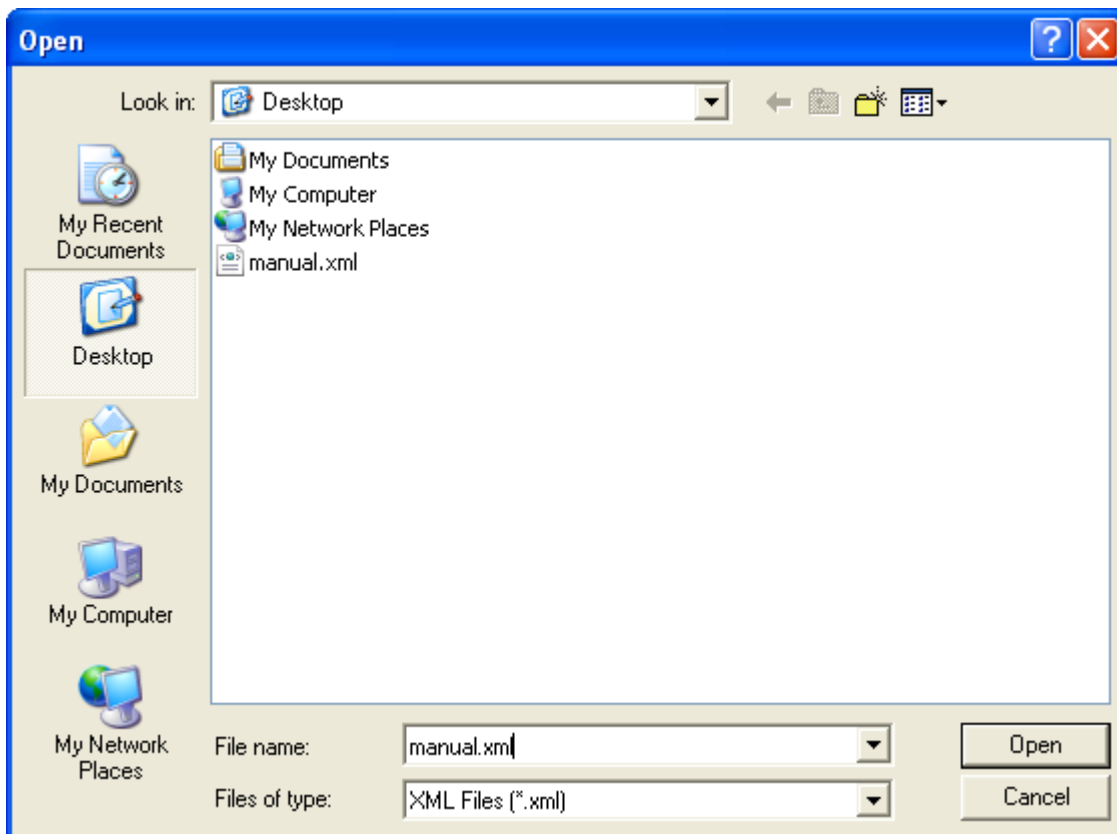 Open
Look in:
Desktop
My Recent
Documents
Desktop
My Documents
My Computer
My Network
Places
My Documents
My Computer
My Network Places
manual.xml
File name:
manual.xml
Open
Files of type:
XML Files (*.xml)
Cancel